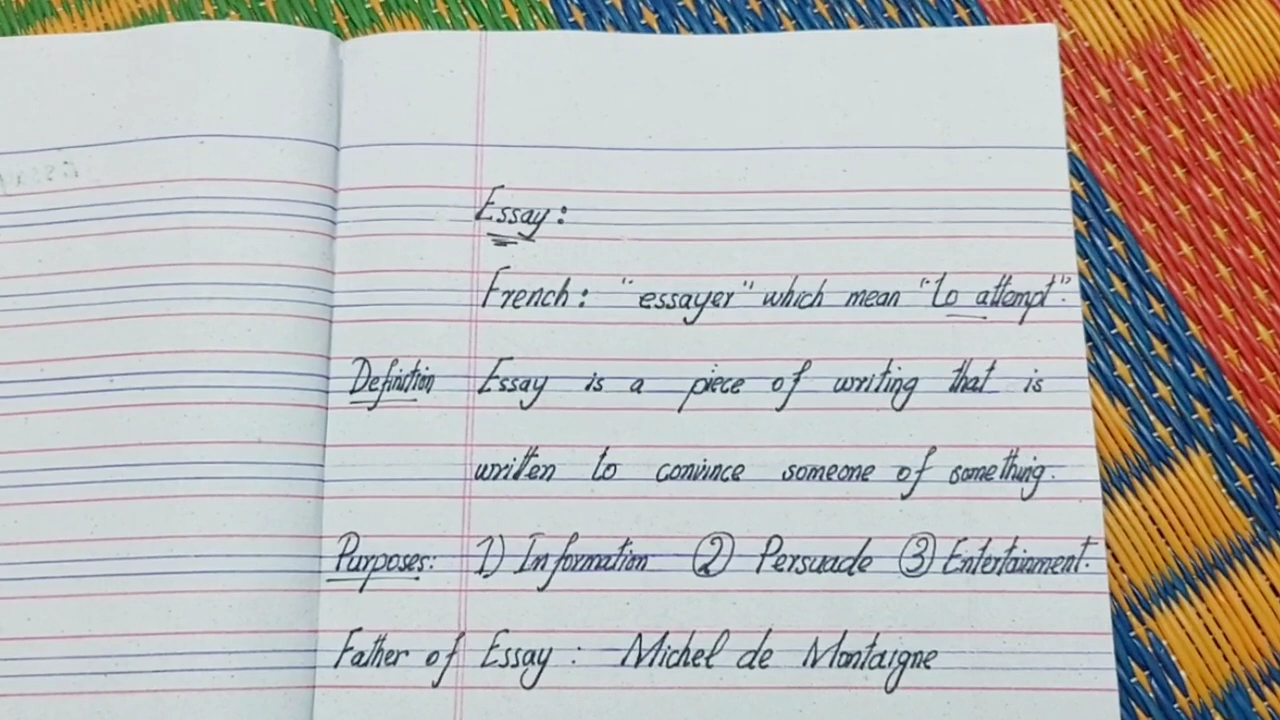 Essay:
French: "essayer" which mean "to attempt".
Definition Essay is a piece of writing that is
written to convince someone of something.
Purposes: 1) Information ② Persuade ③ Entertainment.
Father of Essay : Michel de Montaigne